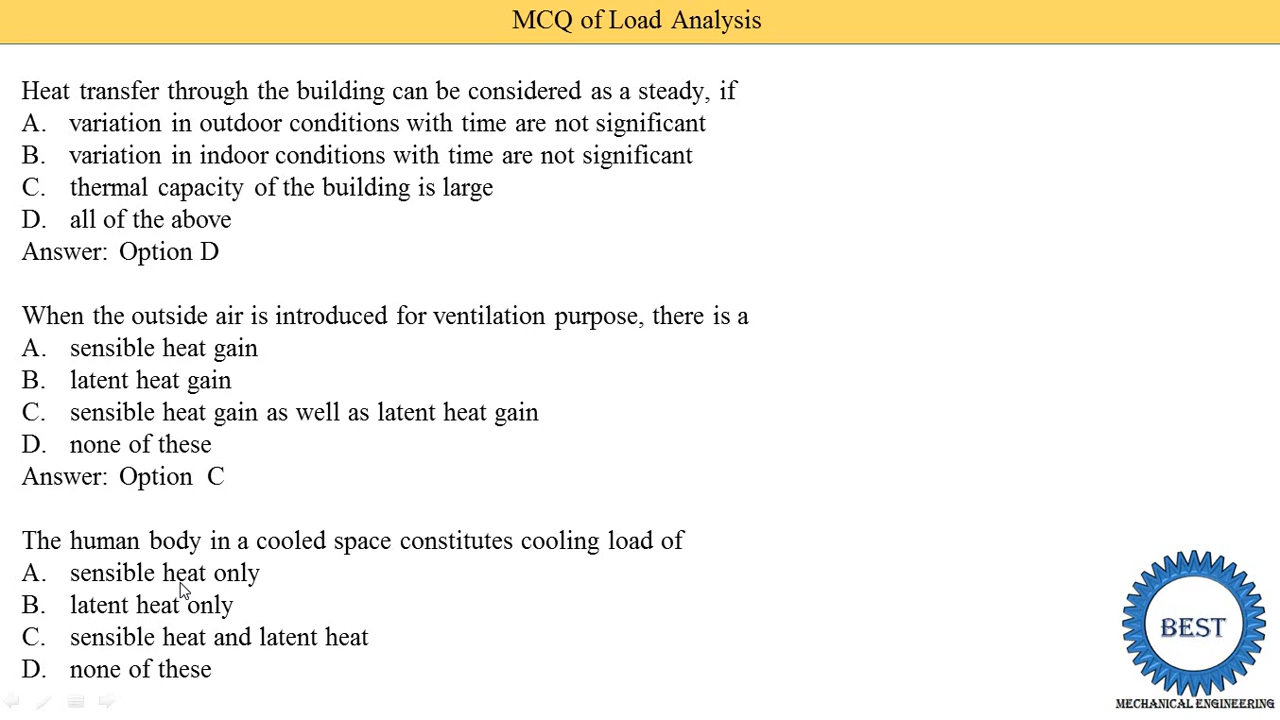 MCQ of Load Analysis
Heat transfer through the building can be considered as a steady, if
A. variation in outdoor conditions with time are not significant
B. variation in indoor conditions with time are not significant
C. thermal capacity of the building is large
D. all of the above
Answer: Option D
When the outside air is introduced for ventilation purpose, there is a
A. sensible heat gain
B. latent heat gain
C. sensible heat gain as well as latent heat gain
D. none of these
Answer: Option C
The human body in a cooled space constitutes cooling load of
A. sensible heat only
B. latent heat only
C. sensible heat and latent heat
D. none of these
BEST
MECHANICAL ENGINEERING